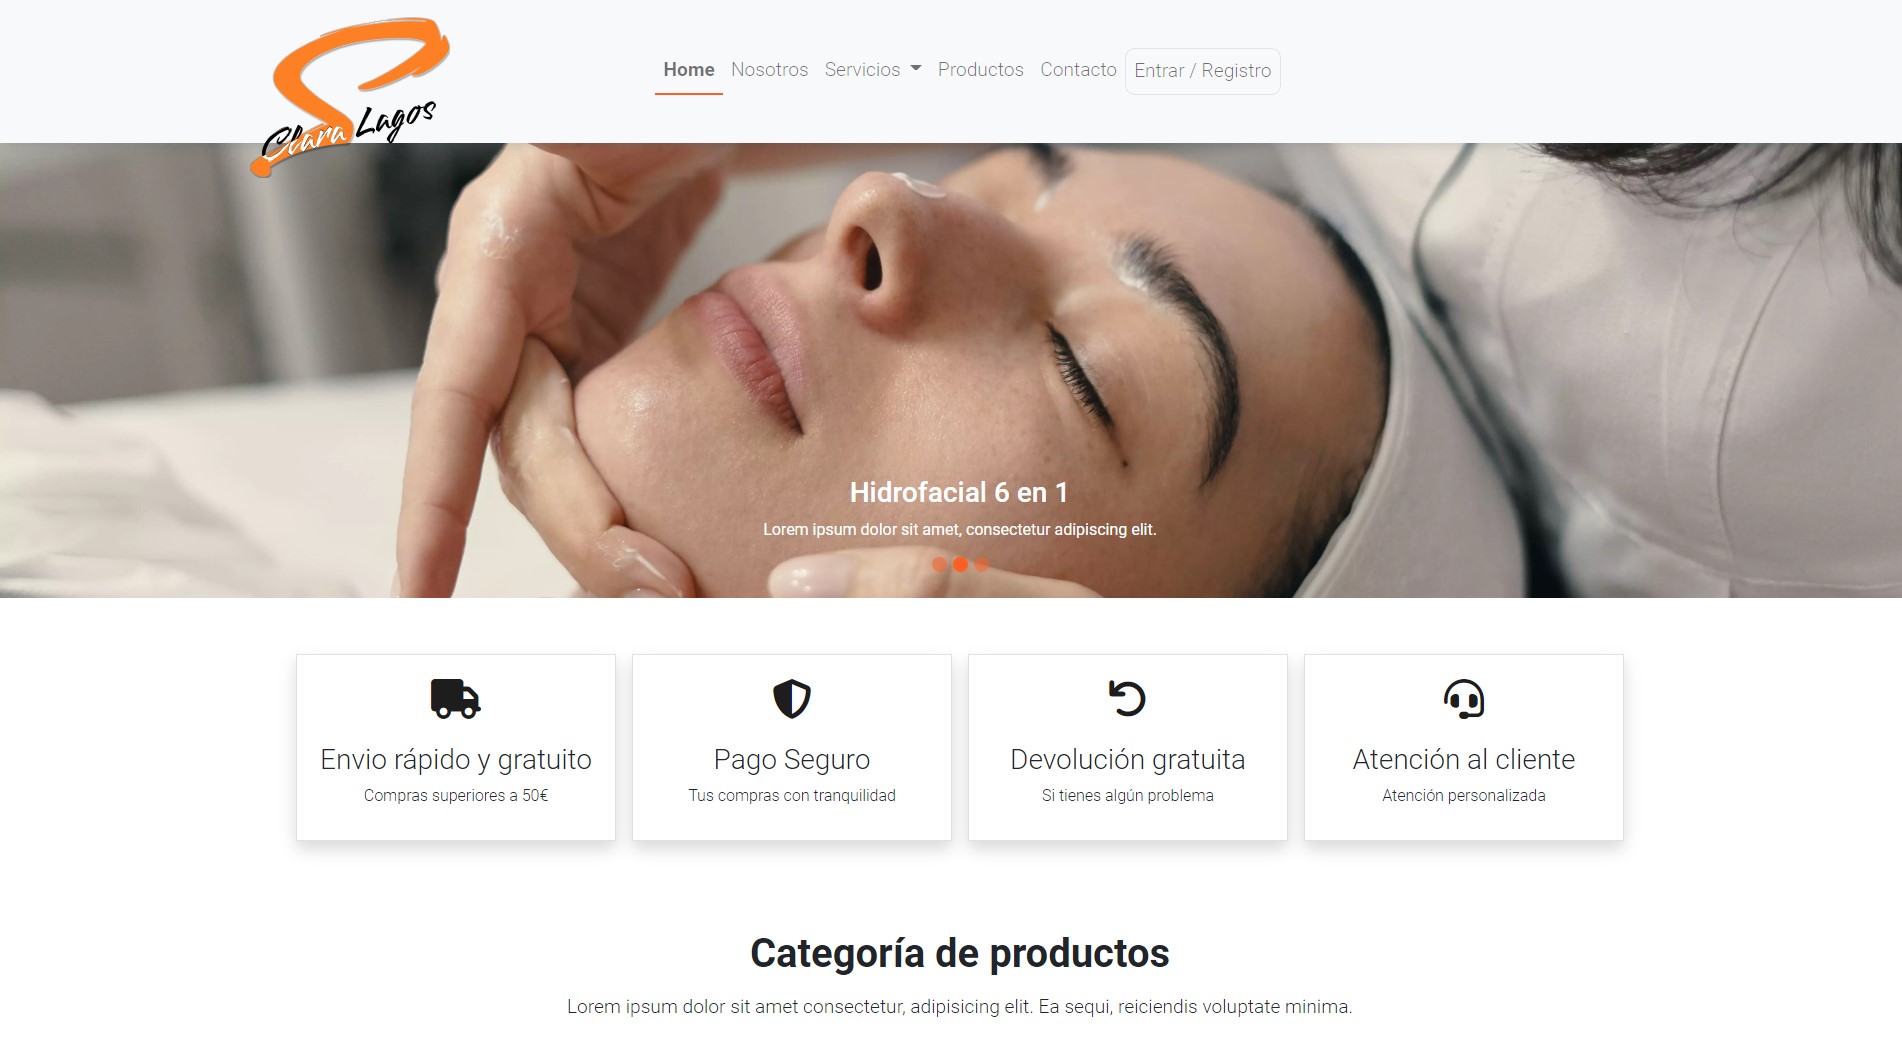 Clara Lagos
Home Nosotros Servicios Productos Contacto Entrar / Registro
Hidrofacial 6 en 1
Lorem ipsum dolor sit amet, consectetur adipiscing elit.
Envio rápido y gratuito
Compras superiores a 50€
Pago Seguro
Tus compras con tranquilidad
Devolución gratuita
Si tienes algún problema
Atención al cliente
Atención personalizada
Categoría de productos
Lorem ipsum dolor sit amet consectetur, adipisicing elit. Ea sequi, reiciendis voluptate minima.